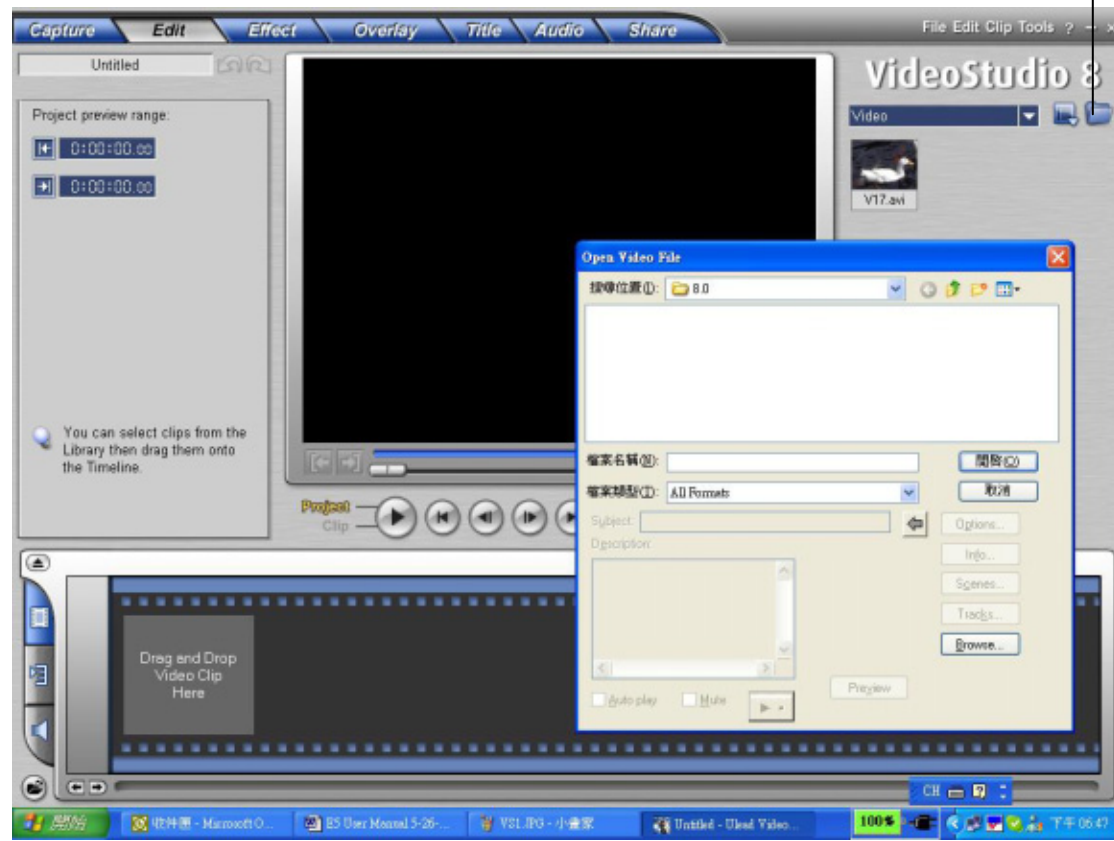 Capture Edit Effect Overlay Title Audio Share File Edit Clip Tools ? – x
Untitled
VideoStudio 8
Project preview range:
Video
0:00:00.00
0:00:00.00
V17.avi
Open Video File
搜尋位置(I): 8.0
You can select clips from the
Library then drag them onto
the Timeline.
檔案名稱(N): 開啓(O)
檔案類型(T): All Formats 取消
Project
Clip
Subject: Options...
Description: Info...
Scenes...
Tracks...
Browse...
Drag and Drop
Video Clip
Here
Preview
Auto play Mute
CH
開始 收件匣 - Microsoft O... E5 User Manual 5-26-... VS1.JPG - 小畫家 Untitled - Ulead Video... 100% 下午 06:47